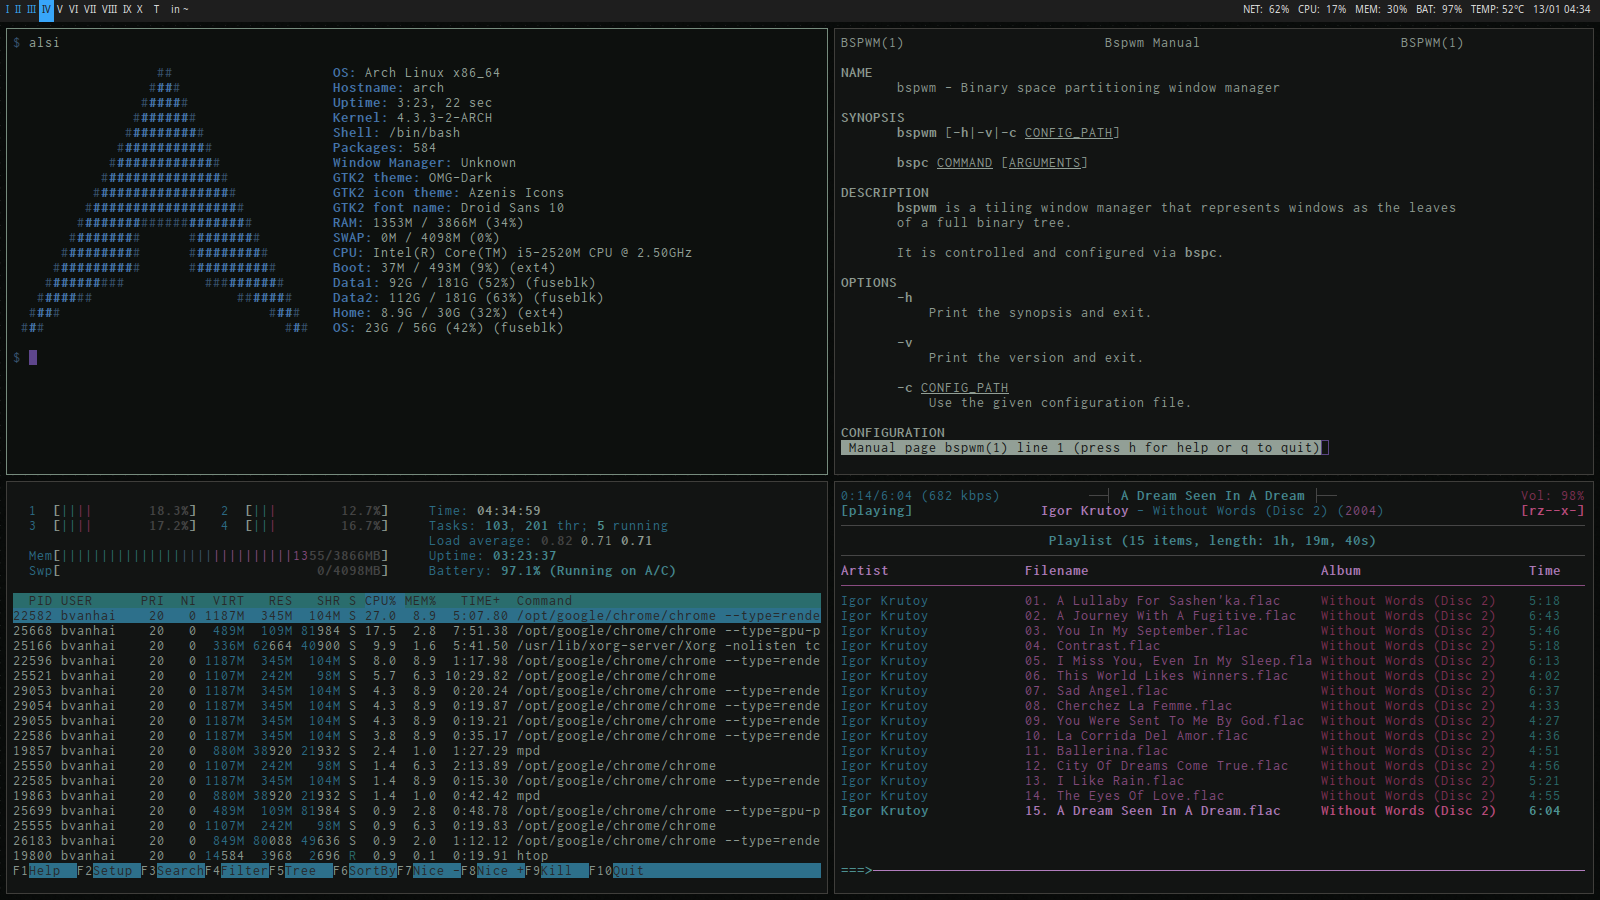 I II III IV V VI VII VIII IX X T in ~
NET: 62% CPU: 17% MEM: 30% BAT: 97% TEMP: 52°C 13/01 04:34
$ alsi
##
####
######
########
##########
############
##############
################
##################
####################
######################
######### #########
########## ##########
########### ###########
########## ##########
####### #######
#### ####
### ###
OS: Arch Linux x86_64
Hostname: arch
Uptime: 3:23, 22 sec
Kernel: 4.3.3-2-ARCH
Shell: /bin/bash
Packages: 584
Window Manager: Unknown
GTK2 theme: OMG-Dark
GTK2 icon theme: Azenis Icons
GTK2 font name: Droid Sans 10
RAM: 1353M / 3866M (34%)
SWAP: 0M / 4098M (0%)
CPU: Intel(R) Core(TM) i5-2520M CPU @ 2.50GHz
Boot: 37M / 493M (9%) (ext4)
Data1: 92G / 181G (52%) (fuseblk)
Data2: 112G / 181G (63%) (fuseblk)
Home: 8.9G / 30G (32%) (ext4)
OS: 23G / 56G (42%) (fuseblk)
$
BSPWM(1) Bspwm Manual BSPWM(1)
NAME
bspwm - Binary space partitioning window manager
SYNOPSIS
bspwm [-h|-v|-c CONFIG_PATH]
bspc COMMAND [ARGUMENTS]
DESCRIPTION
bspwm is a tiling window manager that represents windows as the leaves
of a full binary tree.
It is controlled and configured via bspc.
OPTIONS
-h
Print the synopsis and exit.
-v
Print the version and exit.
-c CONFIG_PATH
Use the given configuration file.
CONFIGURATION
Manual page bspwm(1) line 1 (press h for help or q to quit)
1 [|||| 18.3%] 2 [||| 12.7%]
3 [|||| 17.2%] 4 [||| 16.7%]
Mem[|||||||||||||||||||||||||||||1355/3866MB]
Swp[ 0/4098MB]
Time: 04:34:59
Tasks: 103, 201 thr; 5 running
Load average: 0.82 0.71 0.71
Uptime: 03:23:37
Battery: 97.1% (Running on A/C)
PID USER PRI NI VIRT RES SHR S CPU% MEM% TIME+ Command
22582 bvanhai 20 0 1187M 345M 104M S 27.0 8.9 5:07.80 /opt/google/chrome/chrome --type=rende
25668 bvanhai 20 0 489M 109M 81984 S 17.5 2.8 7:51.38 /opt/google/chrome/chrome --type=gpu-p
25166 bvanhai 20 0 336M 62664 40900 S 9.9 1.6 5:41.50 /usr/lib/xorg-server/Xorg -nolisten tc
22596 bvanhai 20 0 1187M 345M 104M S 8.0 8.9 1:17.98 /opt/google/chrome/chrome --type=rende
25521 bvanhai 20 0 1107M 242M 98M S 5.7 6.3 10:29.82 /opt/google/chrome/chrome
29053 bvanhai 20 0 1187M 345M 104M S 4.3 8.9 0:20.24 /opt/google/chrome/chrome --type=rende
29054 bvanhai 20 0 1187M 345M 104M S 4.3 8.9 0:19.87 /opt/google/chrome/chrome --type=rende
29055 bvanhai 20 0 1187M 345M 104M S 4.3 8.9 0:19.21 /opt/google/chrome/chrome --type=rende
22586 bvanhai 20 0 1187M 345M 104M S 3.8 8.9 0:35.17 /opt/google/chrome/chrome --type=rende
19857 bvanhai 20 0 880M 38920 21932 S 2.4 1.0 1:27.29 mpd
25550 bvanhai 20 0 1107M 242M 98M S 1.4 6.3 2:13.89 /opt/google/chrome/chrome
22585 bvanhai 20 0 1187M 345M 104M S 1.4 8.9 0:15.30 /opt/google/chrome/chrome --type=rende
19863 bvanhai 20 0 880M 38920 21932 S 1.4 1.0 0:42.42 mpd
25699 bvanhai 20 0 489M 109M 81984 S 0.9 2.8 0:48.78 /opt/google/chrome/chrome --type=gpu-p
25555 bvanhai 20 0 1107M 242M 98M S 0.9 6.3 0:19.83 /opt/google/chrome/chrome
26183 bvanhai 20 0 849M 80088 49636 S 0.9 2.0 1:12.12 /opt/google/chrome/chrome --type=rende
19800 bvanhai 20 0 14584 3968 2696 R 0.9 0.1 0:19.91 htop
F1Help F2Setup F3SearchF4FilterF5Tree F6SortByF7Nice -F8Nice +F9Kill F10Quit
0:14/6:04 (682 kbps) ──┤ A Dream Seen In A Dream ├── Vol: 98%
[playing] Igor Krutoy - Without Words (Disc 2) (2004) [rz--x-]
Playlist (15 items, length: 1h, 19m, 40s)
Artist Filename Album Time
Igor Krutoy 01. A Lullaby For Sashen'ka.flac Without Words (Disc 2) 5:18
Igor Krutoy 02. A Journey With A Fugitive.flac Without Words (Disc 2) 6:43
Igor Krutoy 03. You In My September.flac Without Words (Disc 2) 5:46
Igor Krutoy 04. Contrast.flac Without Words (Disc 2) 5:18
Igor Krutoy 05. I Miss You, Even In My Sleep.fla Without Words (Disc 2) 6:13
Igor Krutoy 06. This World Likes Winners.flac Without Words (Disc 2) 4:02
Igor Krutoy 07. Sad Angel.flac Without Words (Disc 2) 6:37
Igor Krutoy 08. Cherchez La Femme.flac Without Words (Disc 2) 4:33
Igor Krutoy 09. You Were Sent To Me By God.flac Without Words (Disc 2) 4:27
Igor Krutoy 10. La Corrida Del Amor.flac Without Words (Disc 2) 4:36
Igor Krutoy 11. Ballerina.flac Without Words (Disc 2) 4:51
Igor Krutoy 12. City Of Dreams Come True.flac Without Words (Disc 2) 4:56
Igor Krutoy 13. I Like Rain.flac Without Words (Disc 2) 5:21
Igor Krutoy 14. The Eyes Of Love.flac Without Words (Disc 2) 4:55
Igor Krutoy 15. A Dream Seen In A Dream.flac Without Words (Disc 2) 6:04
===>